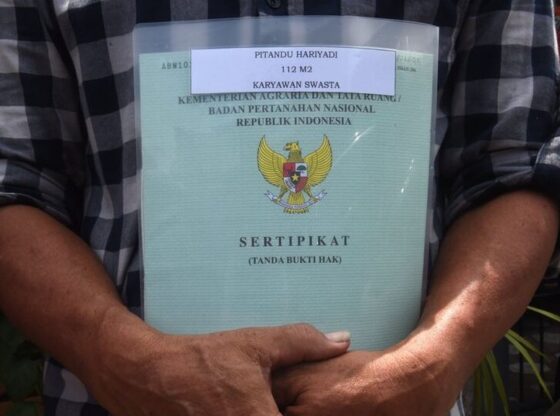 PITANDU HARIYADI
112 M2
KARYAWAN SWASTA
KEMENTERIAN AGRARIA DAN TATA RUANG/
BADAN PERTANAHAN NASIONAL
REPUBLIK INDONESIA
SERTIPIKAT
(TANDA BUKTI HAK)